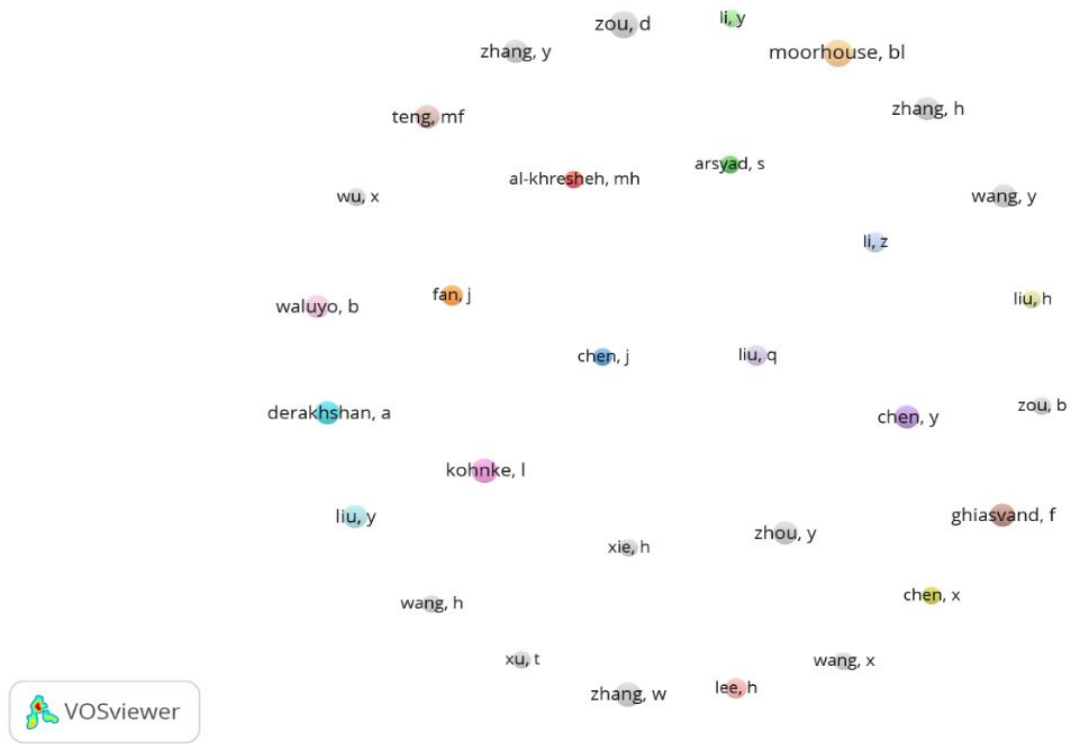 zou, d
li, y
zhang, y
moorhouse, bl
teng, mf
zhang, h
arsyad, s
al-khresheh, mh
wu, x
wang, y
li, z
waluyo, b
fan, j
liu, h
chen, j
liu, q
derakhshan, a
chen, y
zou, b
kohnke, l
liu, y
ghiasvand, f
xie, h
zhou, y
wang, h
chen, x
xu, t
wang, x
zhang, w
lee, h
VOSviewer